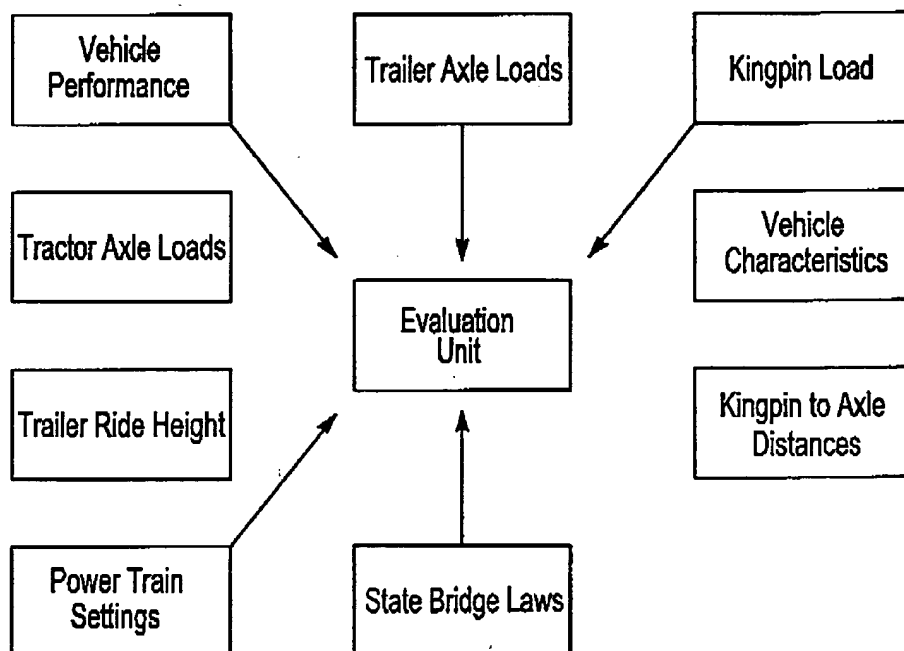 Vehicle
Performance
Trailer Axle Loads
Kingpin Load
Tractor Axle Loads
Vehicle
Characteristics
Evaluation
Unit
Trailer Ride Height
Kingpin to Axle
Distances
Power Train
Settings
State Bridge Laws